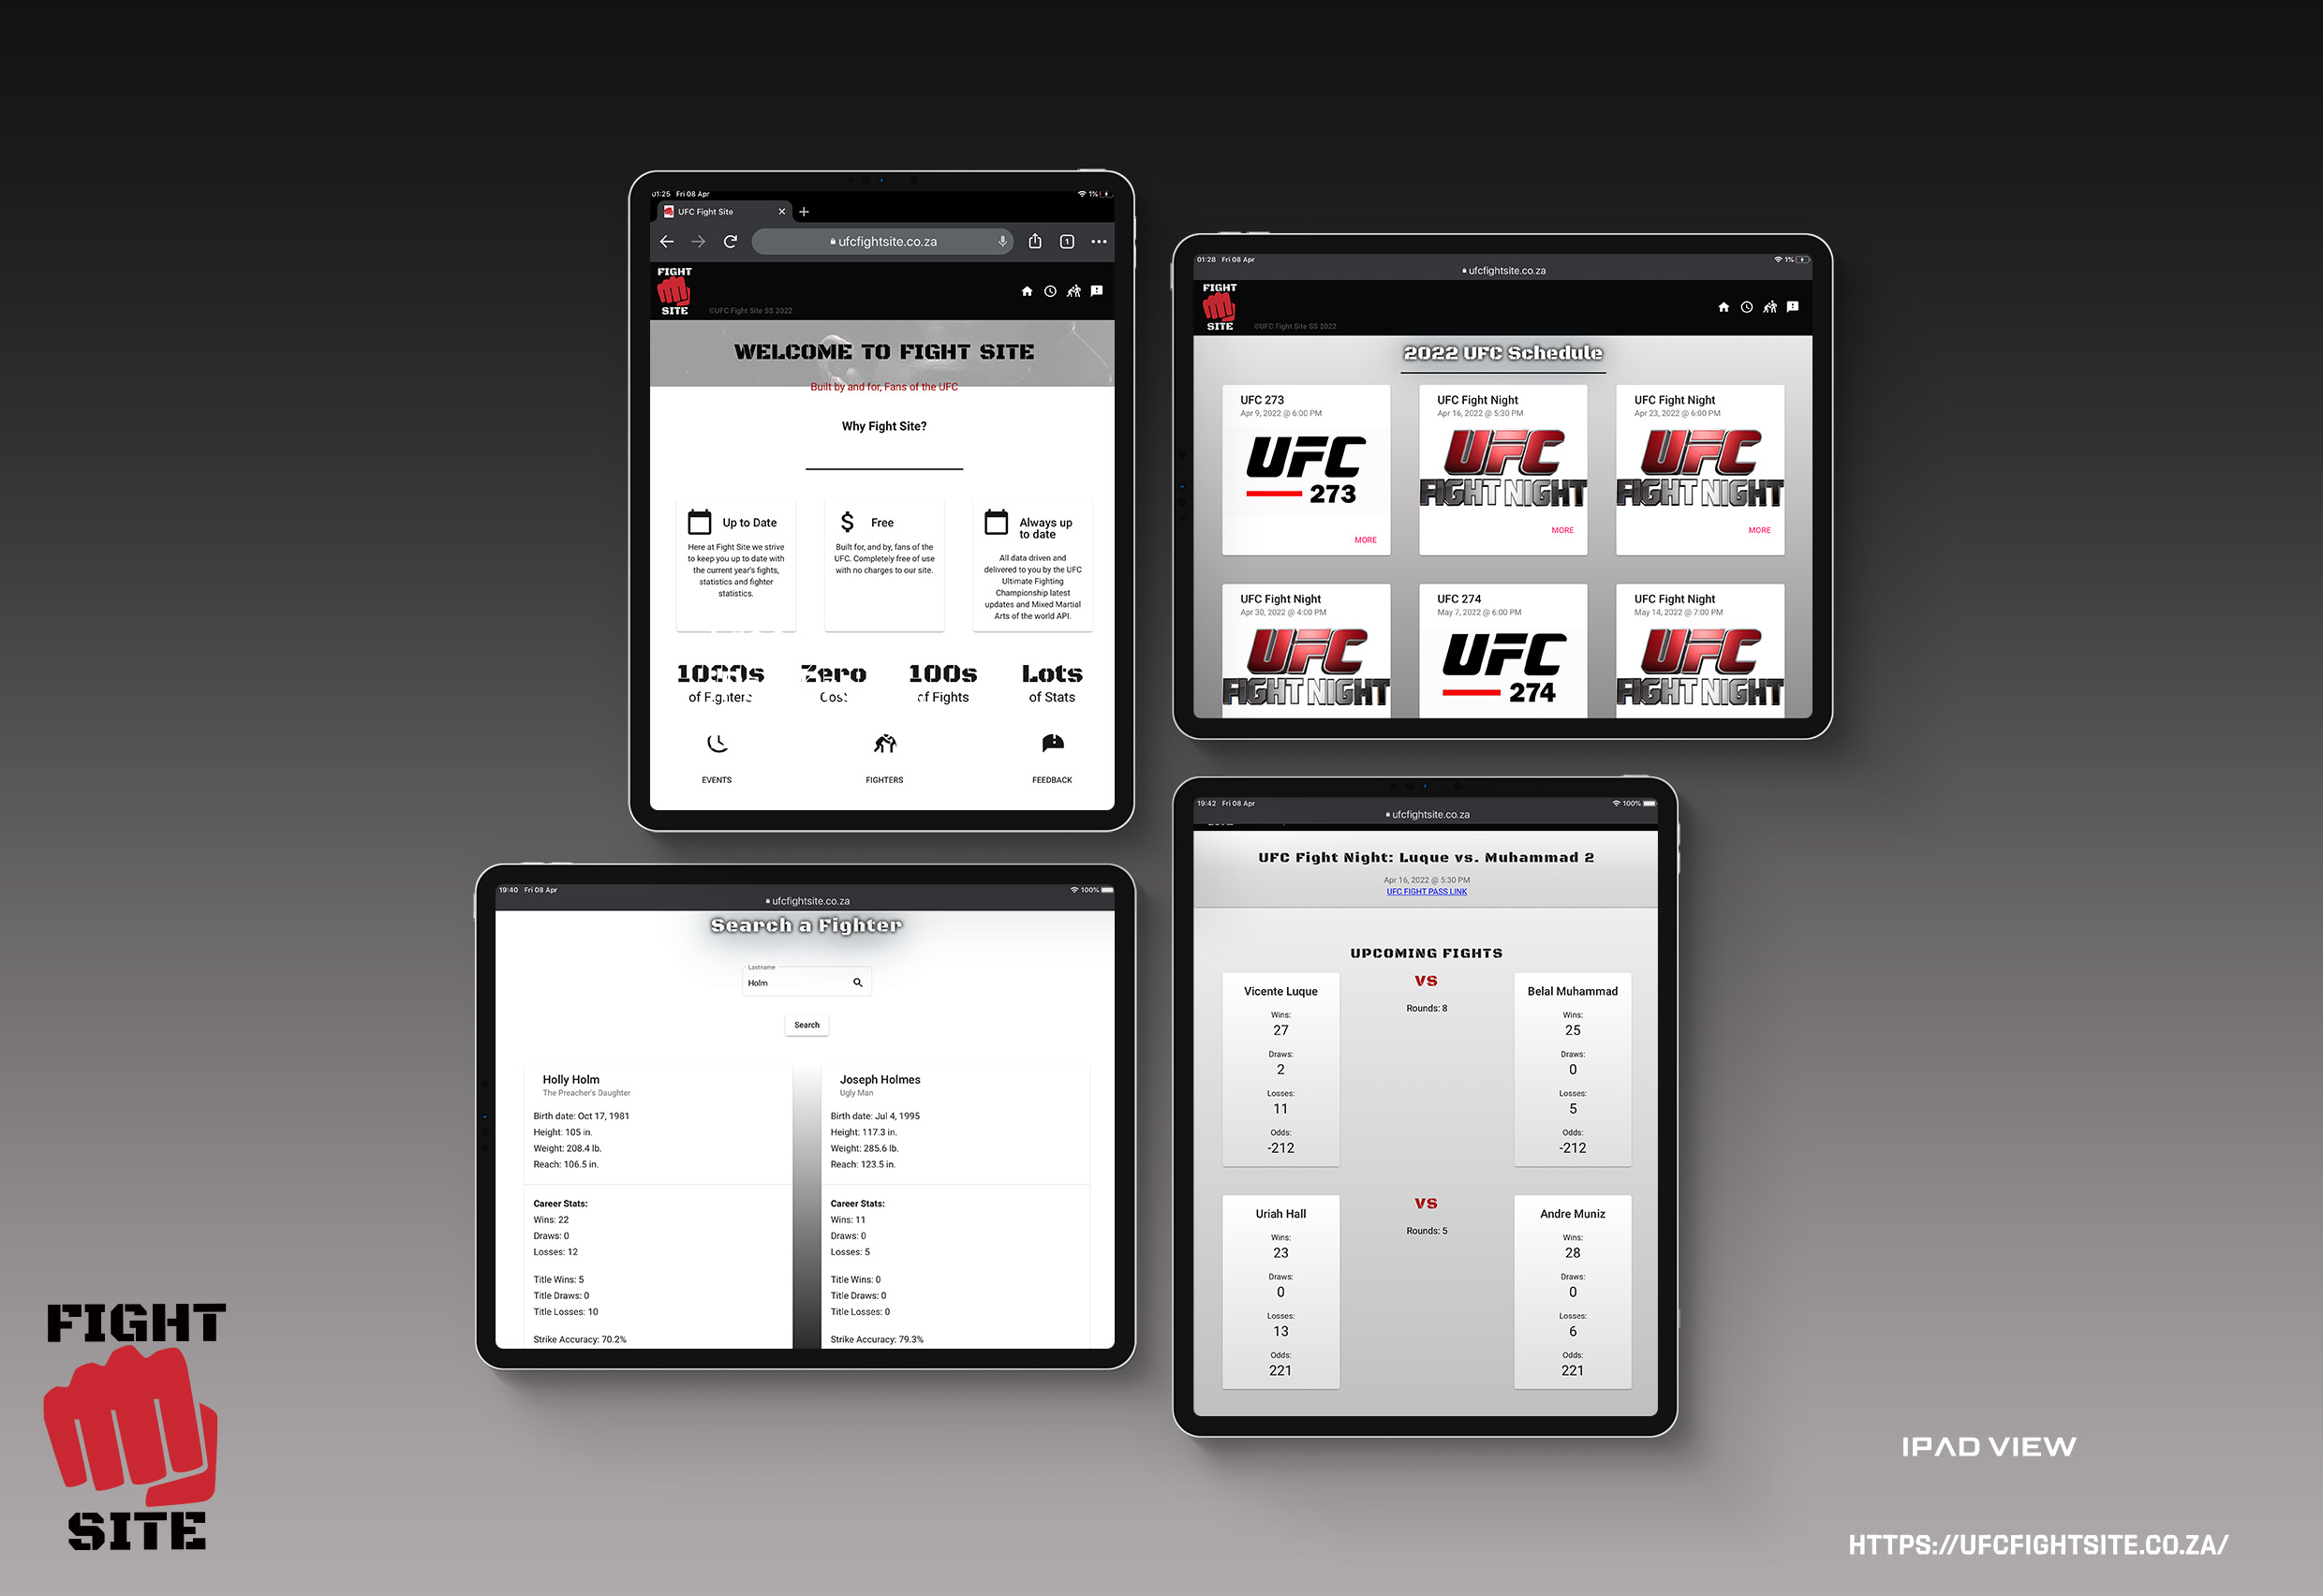 01:25 Fri 08 Apr
1%
UFC Fight Site
ufcfightsite.co.za
1
FIGHT
SITE
©UFC Fight Site SS 2022
WELCOME TO FIGHT SITE
Built by and for, Fans of the UFC
Why Fight Site?
Up to Date
Here at Fight Site we strive
to keep you up to date with
the current year's fights,
statistics and fighter
statistics.
Free
Built for, and by, fans of the
UFC. Completely free of use
with no charges to our site.
Always up
to date
All data driven and
delivered to you by the UFC
Ultimate Fighting
Championship latest
updates and Mixed Martial
Arts of the world API.
1000s
of Fighters
Zero
Cost
100s
of Fights
Lots
of Stats
EVENTS
FIGHTERS
FEEDBACK
01:28 Fri 08 Apr
ufcfightsite.co.za
1%
FIGHT
SITE
©UFC Fight Site SS 2022
2022 UFC Schedule
UFC 273
Apr 9, 2022 @ 6:00 PM
UFC
273
MORE
UFC Fight Night
Apr 16, 2022 @ 5:30 PM
UFC
FIGHT NIGHT
MORE
UFC Fight Night
Apr 23, 2022 @ 6:00 PM
UFC
FIGHT NIGHT
MORE
UFC Fight Night
Apr 30, 2022 @ 4:00 PM
UFC
FIGHT NIGHT
UFC 274
May 7, 2022 @ 6:00 PM
UFC
274
UFC Fight Night
May 14, 2022 @ 7:00 PM
UFC
FIGHT NIGHT
19:40 Fri 08 Apr
100%
ufcfightsite.co.za
Search a Fighter
Lastname
Holm
Search
Holly Holm
The Preacher's Daughter
Birth date: Oct 17, 1981
Height: 105 in.
Weight: 208.4 lb.
Reach: 106.5 in.
Career Stats:
Wins: 22
Draws: 0
Losses: 12
Title Wins: 5
Title Draws: 0
Title Losses: 10
Strike Accuracy: 70.2%
Joseph Holmes
Ugly Man
Birth date: Jul 4, 1995
Height: 117.3 in.
Weight: 285.6 lb.
Reach: 123.5 in.
Career Stats:
Wins: 11
Draws: 0
Losses: 5
Title Wins: 0
Title Draws: 0
Title Losses: 0
Strike Accuracy: 79.3%
19:42 Fri 08 Apr
100%
ufcfightsite.co.za
UFC Fight Night: Luque vs. Muhammad 2
Apr 16, 2022 @ 5:30 PM
UFC FIGHT PASS LINK
UPCOMING FIGHTS
Vicente Luque
Wins:
27
Draws:
2
Losses:
11
Odds:
-212
VS
Rounds: 8
Belal Muhammad
Wins:
25
Draws:
0
Losses:
5
Odds:
-212
Uriah Hall
Wins:
23
Draws:
0
Losses:
13
Odds:
221
VS
Rounds: 5
Andre Muniz
Wins:
28
Draws:
0
Losses:
6
Odds:
221
FIGHT
SITE
IPAD VIEW
HTTPS://UFCFIGHTSITE.CO.ZA/